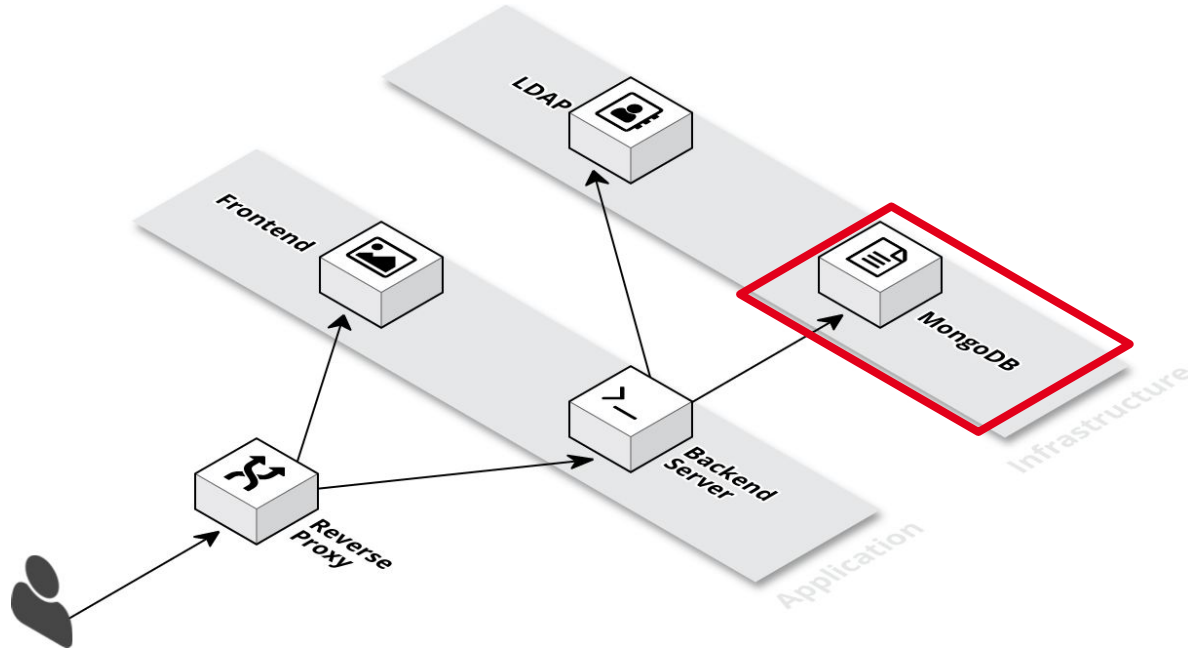 LDAP
Frontend
MongoDB
Infrastructure
Backend
Server
Application
Reverse
Proxy